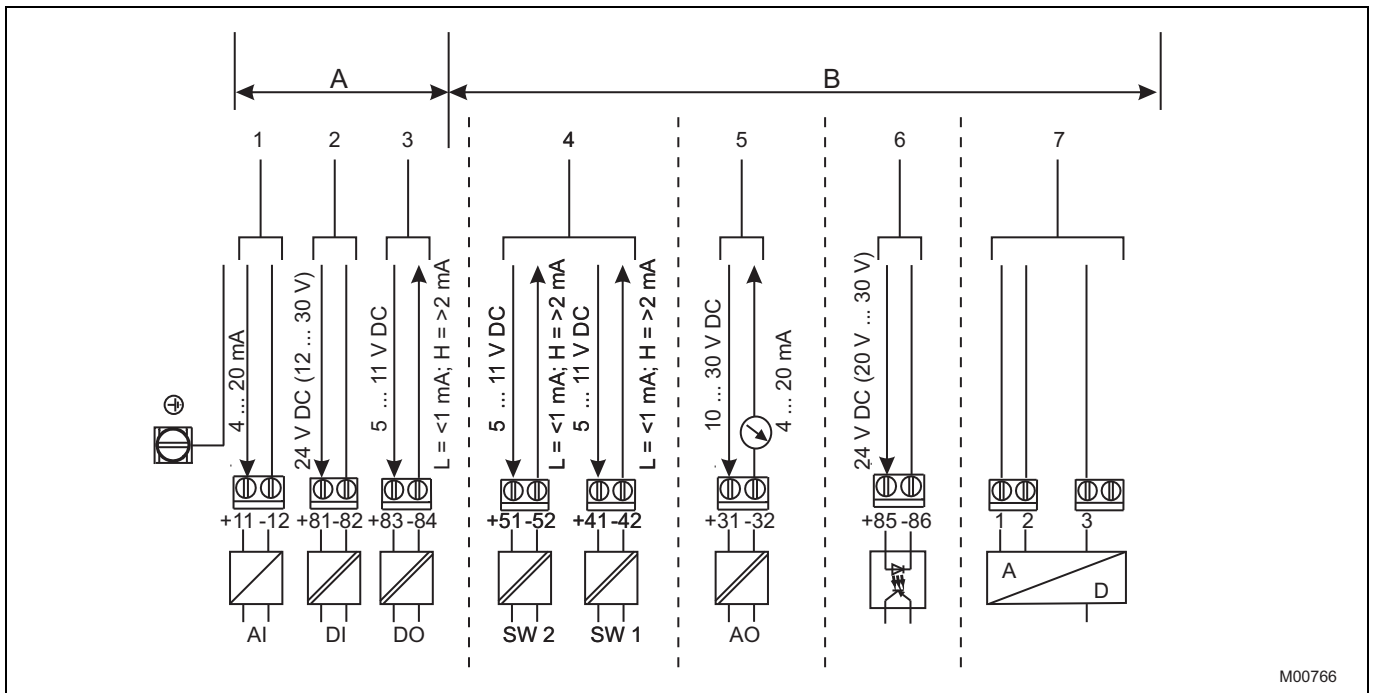 A
B
1
2
3
4
5
6
7
4 ... 20 mA
24 V DC (12 ... 30 V)
5 ... 11 V DC
L = <1 mA; H = >2 mA
5 ... 11 V DC
L = <1 mA; H = >2 mA
5 ... 11 V DC
L = <1 mA; H = >2 mA
10 ... 30 V DC
4 ... 20 mA
24 V DC (20 V ... 30 V)
+11 -12
+81-82
+83 -84
+51-52
+41-42
+31 -32
+85 -86
1 2
3
A
D
AI
DI
DO
SW 2
SW 1
AO
M00766